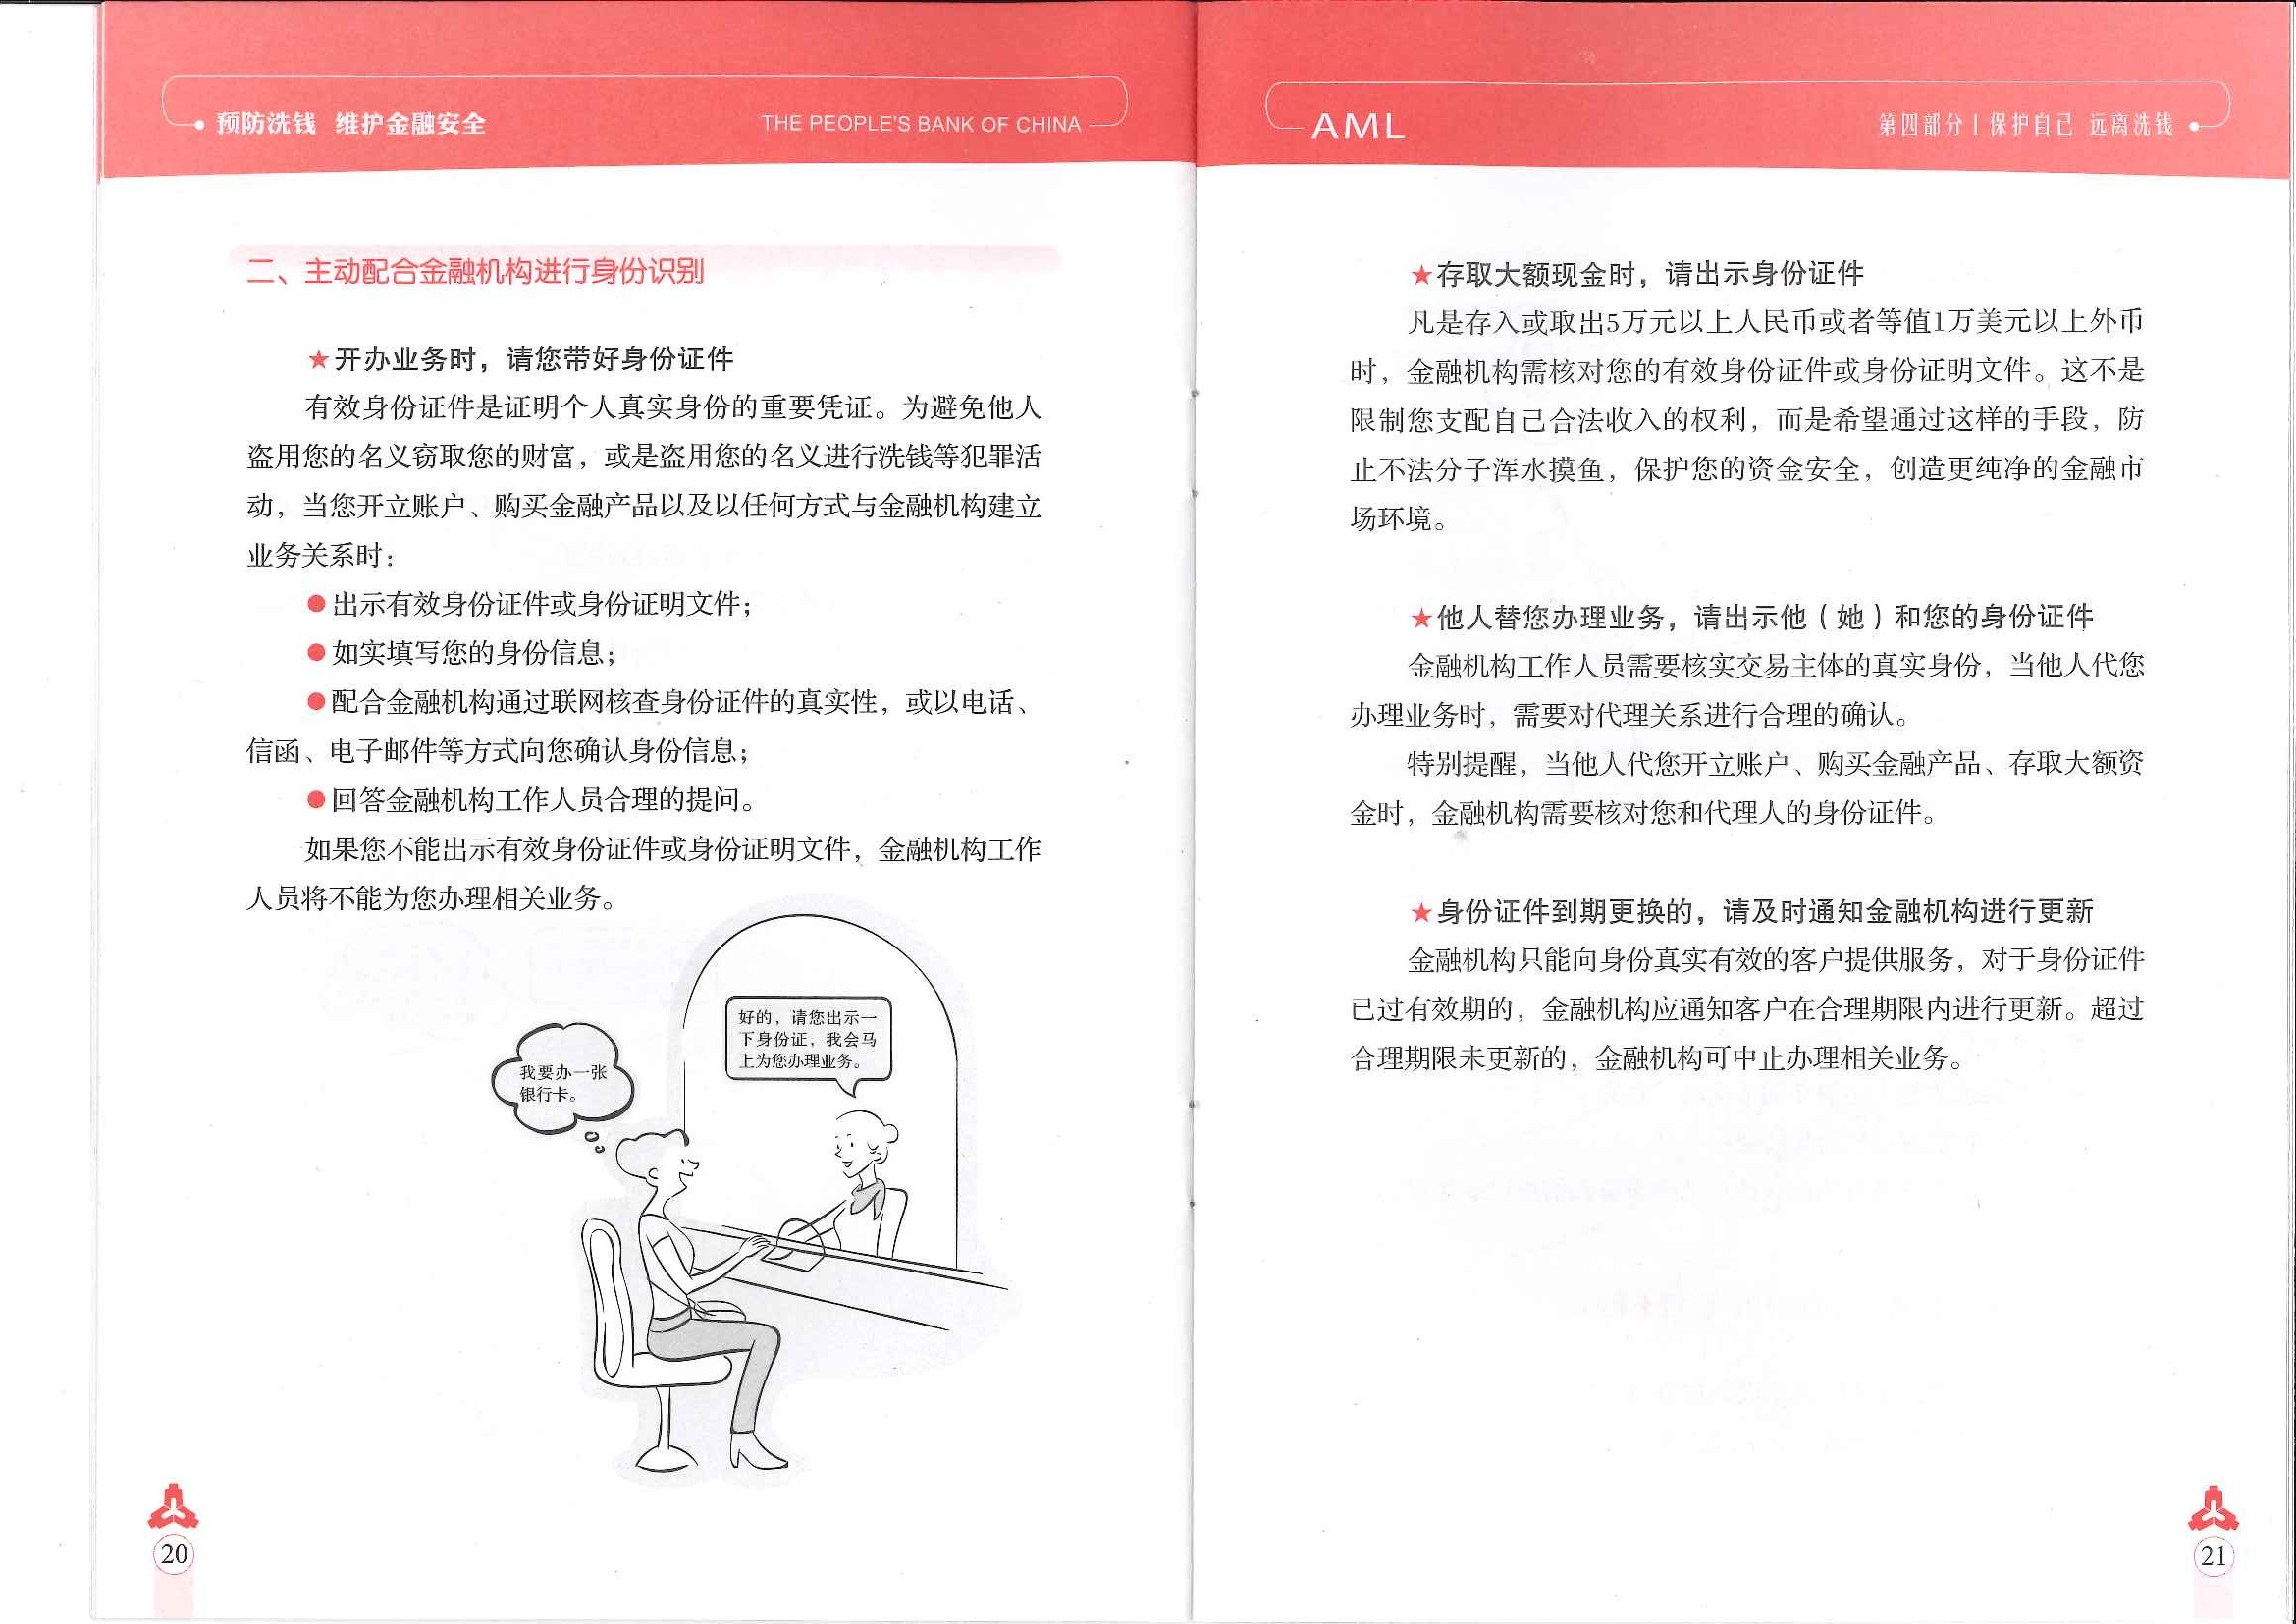 预防洗钱 维护金融安全
THE PEOPLE'S BANK OF CHINA
二、主动配合金融机构进行身份识别
★开办业务时，请您带好身份证件
有效身份证件是证明个人真实身份的重要凭证。为避免他人
盗用您的名义窃取您的财富，或是盗用您的名义进行洗钱等犯罪活
动，当您开立账户、购买金融产品以及以任何方式与金融机构建立
业务关系时：
●出示有效身份证件或身份证明文件；
●如实填写您的身份信息；
●配合金融机构通过联网核查身份证件的真实性，或以电话、
信函、电子邮件等方式向您确认身份信息；
●回答金融机构工作人员合理的提问。
如果您不能出示有效身份证件或身份证明文件，金融机构工作
人员将不能为您办理相关业务。
好的，请您出示一
下身份证，我会马
上为您办理业务。
我要办一张
银行卡。
20
AML
第四部分 | 保护自己 远离洗钱
★存取大额现金时，请出示身份证件
凡是存入或取出5万元以上人民币或者等值1万美元以上外币
时，金融机构需核对您的有效身份证件或身份证明文件。这不是
限制您支配自己合法收入的权利，而是希望通过这样的手段，防
止不法分子浑水摸鱼，保护您的资金安全，创造更纯净的金融市
场环境。
★他人替您办理业务，请出示他（她）和您的身份证件
金融机构工作人员需要核实交易主体的真实身份，当他人代您
办理业务时，需要对代理关系进行合理的确认。
特别提醒，当他人代您开立账户、购买金融产品、存取大额资
金时，金融机构需要核对您和代理人的身份证件。
★身份证件到期更换的，请及时通知金融机构进行更新
金融机构只能向身份真实有效的客户提供服务，对于身份证件
已过有效期的，金融机构应通知客户在合理期限内进行更新。超过
合理期限未更新的，金融机构可中止办理相关业务。
21